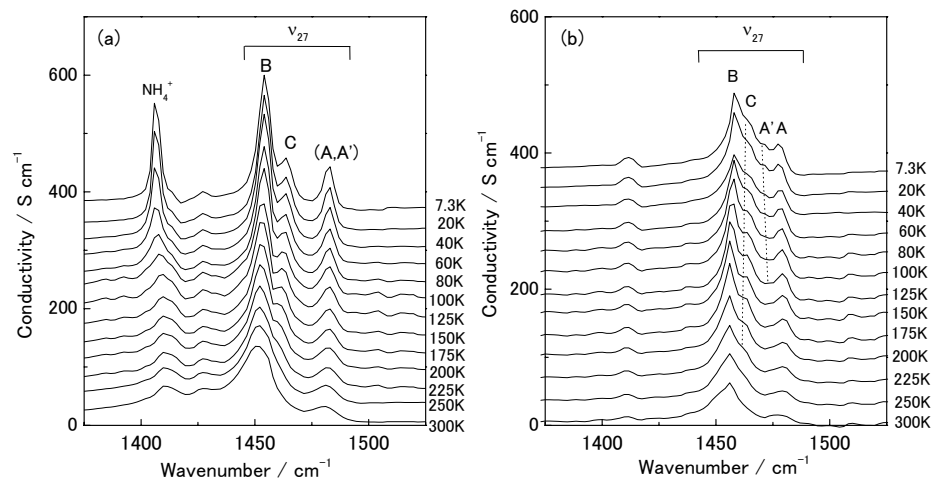 (a)
ν27
B
NH4+
C
(A,A')
600
400
200
0
7.3K
20K
40K
60K
80K
100K
125K
150K
175K
200K
225K
250K
300K
1400
1450
1500
Wavenumber / cm−1
Conductivity / S cm−1
(b)
ν27
B
C
A' A
600
400
200
0
7.3K
20K
40K
60K
80K
100K
125K
150K
175K
200K
225K
250K
300K
1400
1450
1500
Wavenumber / cm−1
Conductivity / S cm−1